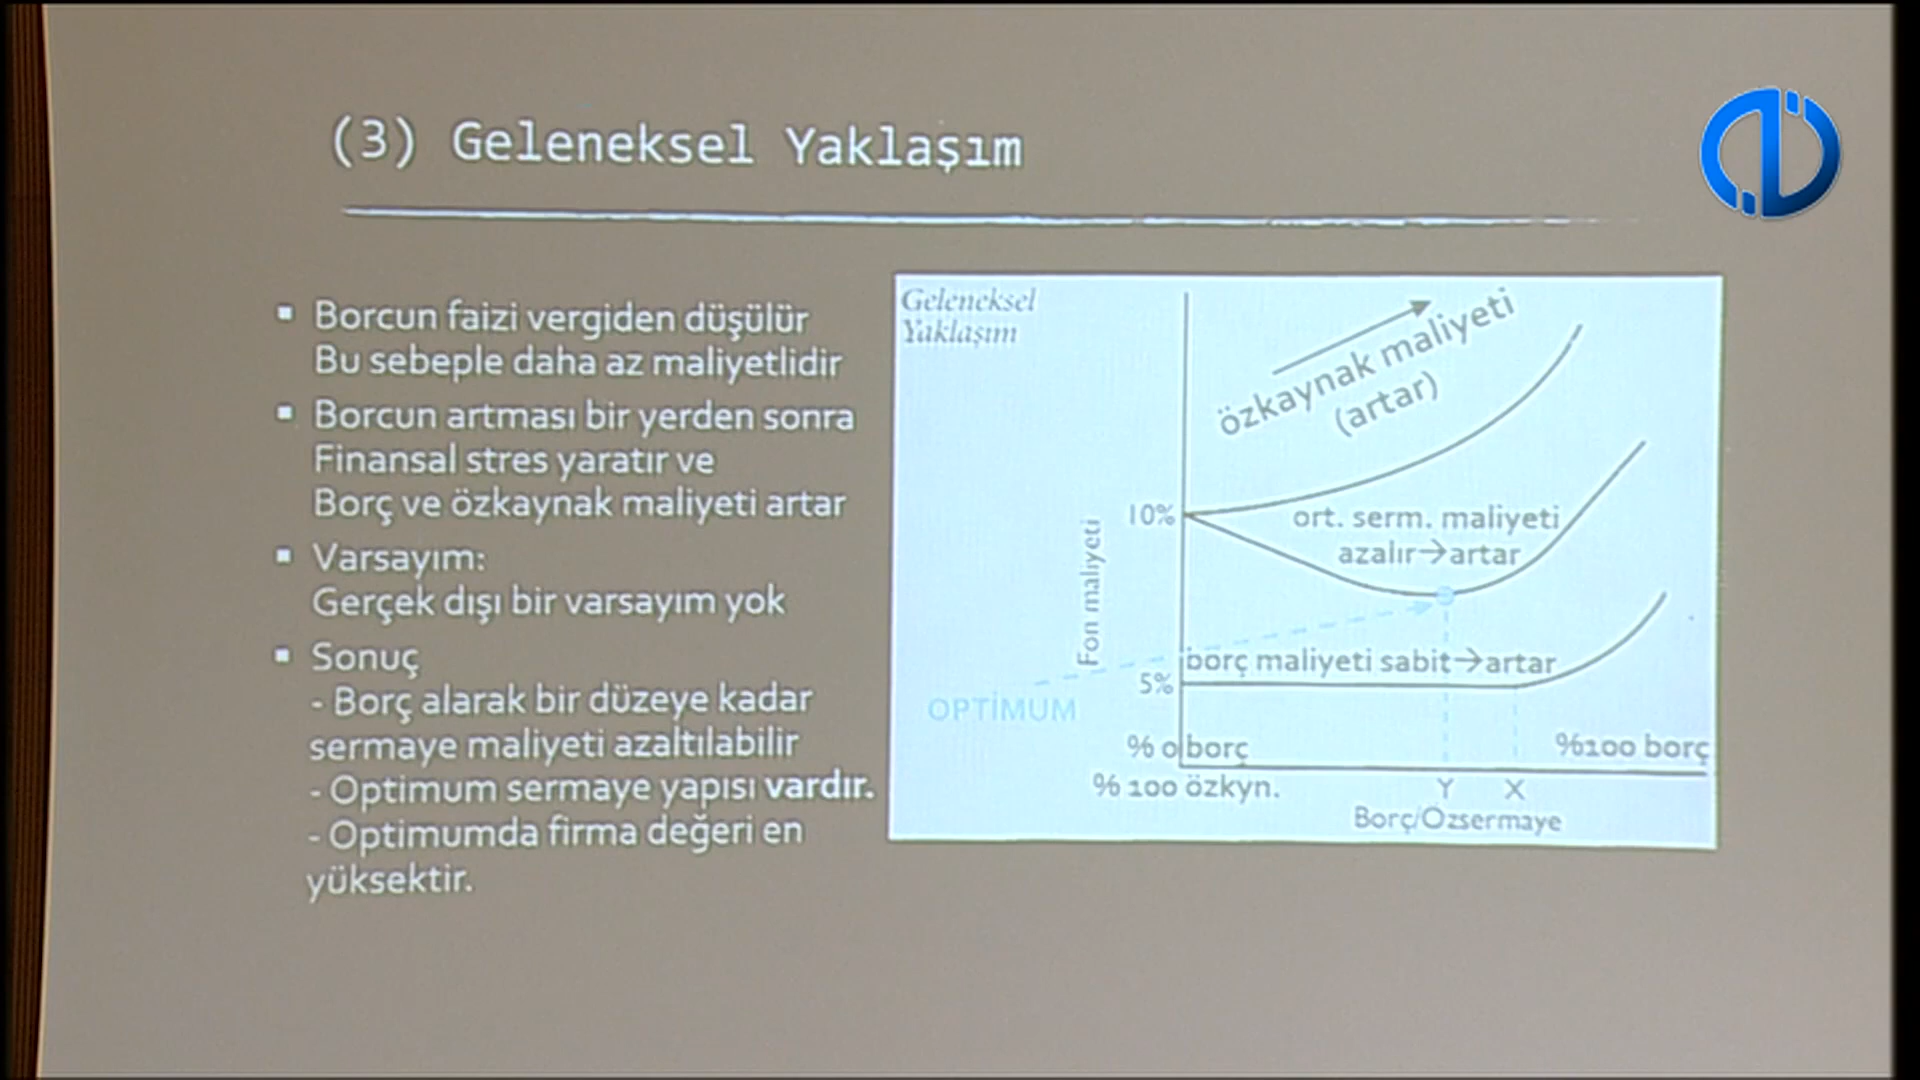 (3) Geleneksel Yaklaşım
▪ Borcun faizi vergiden düşülür
Bu sebeple daha az maliyetlidir
▪ Borcun artması bir yerden sonra
Finansal stres yaratır ve
Borç ve özkaynak maliyeti artar
▪ Varsayım:
Gerçek dışı bir varsayım yok
▪ Sonuç
- Borç alarak bir düzeye kadar
sermaye maliyeti azaltılabilir
- Optimum sermaye yapısı vardır.
- Optimumda firma değeri en
yüksektir.
Geleneksel
Yaklaşım
özkaynak maliyeti
(artar)
10%
ort. serm. maliyeti
azalır→artar
Fon maliyeti
borç maliyeti sabit→artar
5%
OPTİMUM
% 0 borç
%100 borç
% 100 özkyn.
Y
X
Borç/Özsermaye